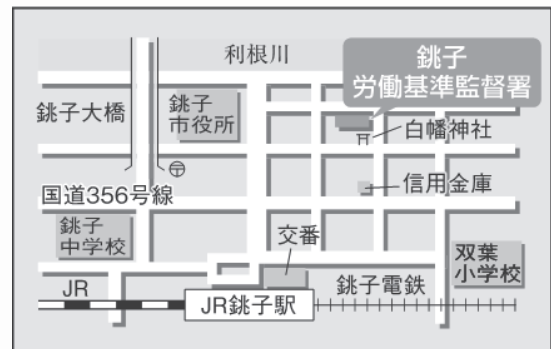 利根川
銚子
労働基準監督署
銚子大橋
銚子
市役所
白幡神社
信用金庫
国道356号線
銚子
中学校
交番
双葉
小学校
JR
JR銚子駅
銚子電鉄